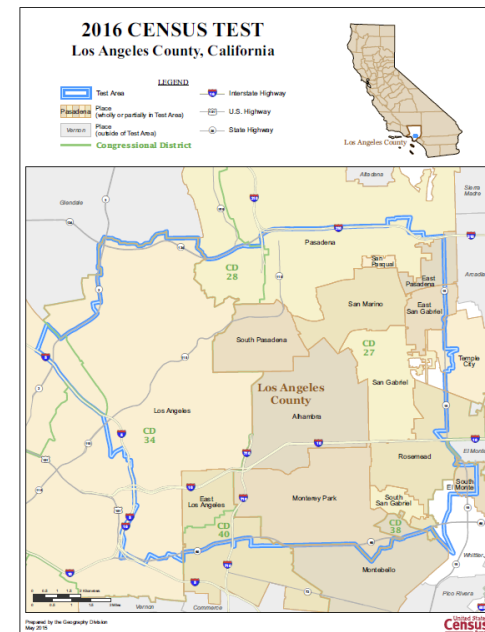 2016 CENSUS TEST
Los Angeles County, California
LEGEND
Test Area
Interstate Highway
Pasadena
Place
(wholly or partially in Test Area)
U.S. Highway
Vernon
Place
(outside of Test Area)
State Highway
Congressional District
Los Angeles County
Altadena
Sierra
Madre
Glendale
Pasadena
CD
28
San
Pasqual
East
Pasadena
Arcadia
San Marino
East
San Gabriel
South Pasadena
CD
27
Temple
City
Los Angeles
County
San Gabriel
Los Angeles
Alhambra
CD
34
Rosemead
El Monte
South
El Monte
East
Los Angeles
Monterey Park
South
San Gabriel
CD
40
CD
38
Montebello
Whittier
Pico Rivera
Vernon
Commerce
Prepared by the Geography Division
May 2015
United States
Census